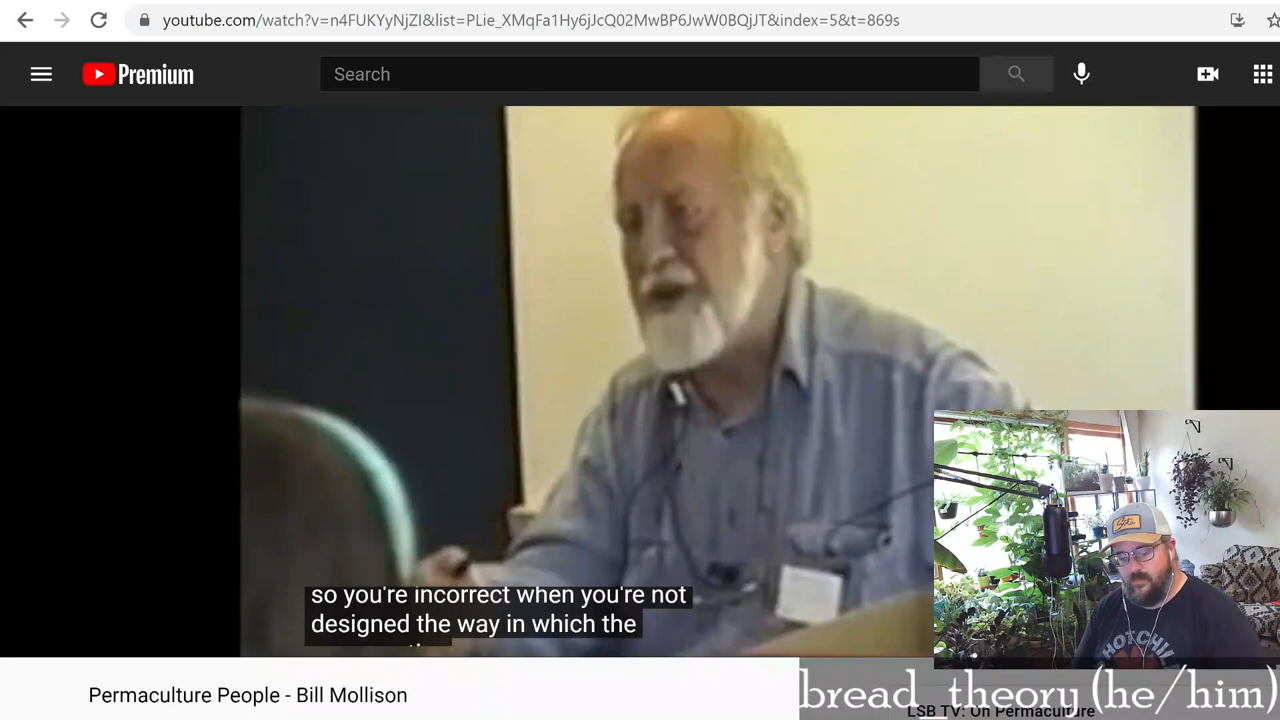 youtube.com/watch?v=n4FUKYyNjZI&list=PLie_XMqFa1Hy6jJcQ02MwBP6JwW0BQjJT&index=5&t=869s
Premium
Search
so you're incorrect when you're not
designed the way in which the
Permaculture People - Bill Mollison
bread_theory (he/him)
LSB TV: On Permaculture